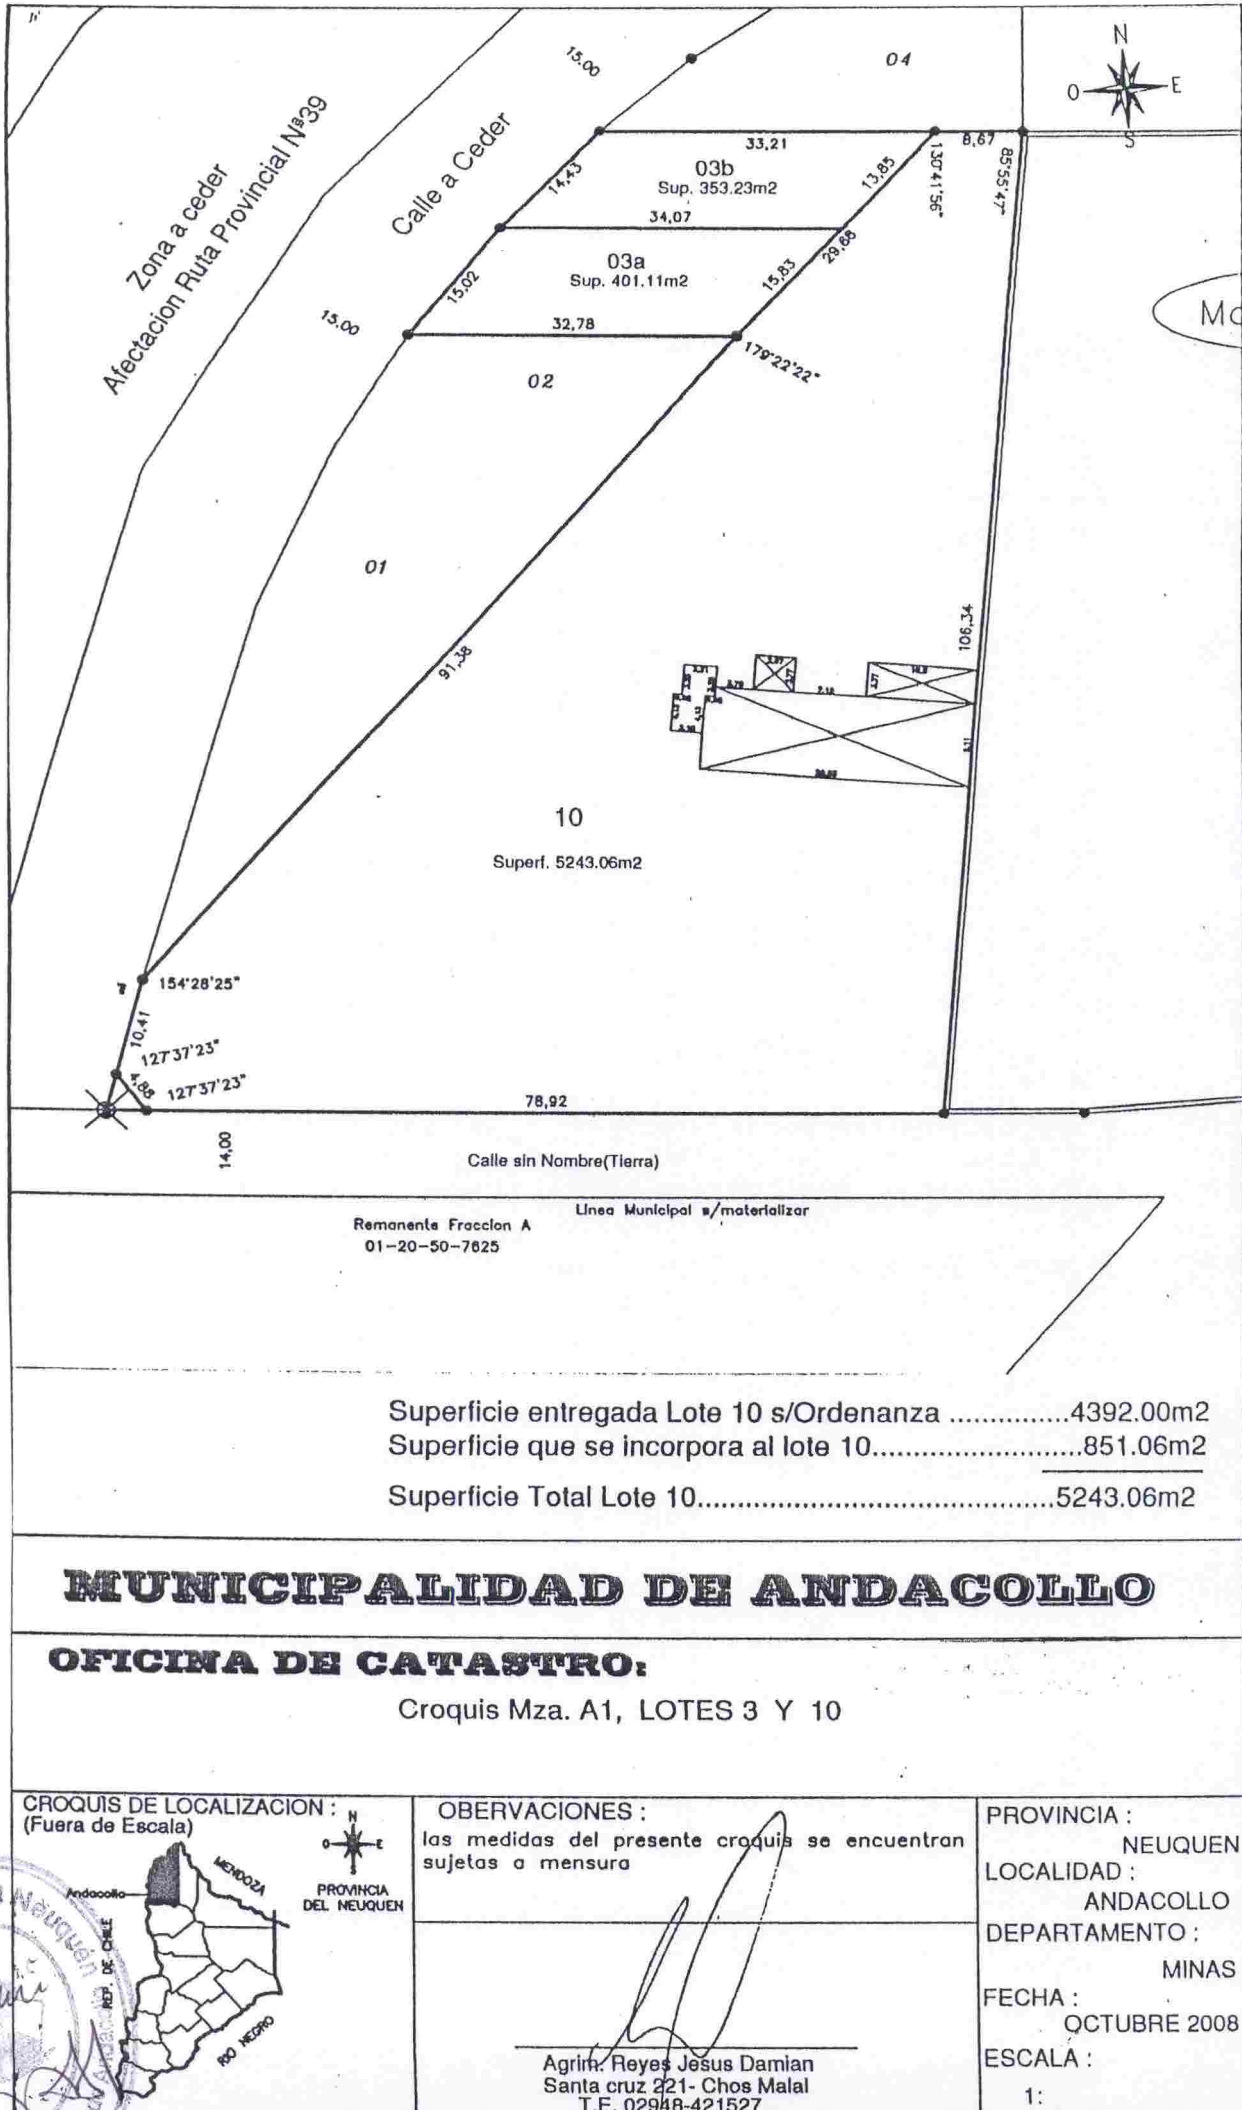 N
O E
S
04
15.00
33,21
8,67
85°55'47"
130°41'56"
Zona a ceder
Afectacion Ruta Provincial Nº39
Calle a Ceder
14,43
03b
Sup. 353.23m2
13,85
34,07
29,68
03a
Sup. 401.11m2
15,02
15,83
15.00
32,78
179°22'22"
02
01
91,38
106,34
10
Superf. 5243.06m2
154°28'25"
10,41
127°37'23"
4,88
127°37'23"
78,92
14,00
Calle sin Nombre(Tierra)
Linea Municipal s/materializar
Remanente Fraccion A
01-20-50-7625
Superficie entregada Lote 10 s/Ordenanza ..............4392.00m2
Superficie que se incorpora al lote 10.........................851.06m2
Superficie Total Lote 10.......................................5243.06m2
MUNICIPALIDAD DE ANDACOLLO
OFICINA DE CATASTRO:
Croquis Mza. A1, LOTES 3 Y 10
CROQUIS DE LOCALIZACION :
(Fuera de Escala)
N
O E
S
PROVINCIA
DEL NEUQUEN
MENDOZA
Andacollo
REP. DE CHILE
RIO NEGRO
Neuquén
OBERVACIONES :
las medidas del presente croquis se encuentran
sujetas a mensura
Agrim. Reyes Jesus Damian
Santa cruz 221- Chos Malal
T.E. 02948-421527
PROVINCIA :
NEUQUEN
LOCALIDAD :
ANDACOLLO
DEPARTAMENTO :
MINAS
FECHA :
OCTUBRE 2008
ESCALA :
1: